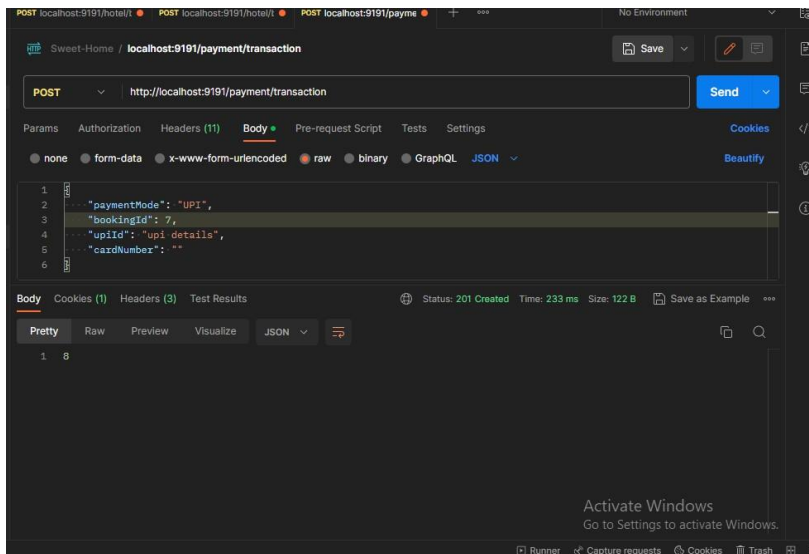 POST localhost:9191/hotel/t POST localhost:9191/hotel/t POST localhost:9191/payme + ooo No Environment
HTTP Sweet-Home / localhost:9191/payment/transaction Save
POST http://localhost:9191/payment/transaction Send
Params Authorization Headers (11) Body Pre-request Script Tests Settings Cookies
none form-data x-www-form-urlencoded raw binary GraphQL JSON Beautify
1 {
2 "paymentMode": "UPI",
3 "bookingId": 7,
4 "upiId": "upi details",
5 "cardNumber": ""
6 }
Body Cookies (1) Headers (3) Test Results Status: 201 Created Time: 233 ms Size: 122 B Save as Example ooo
Pretty Raw Preview Visualize JSON
1 8
Activate Windows
Go to Settings to activate Windows.
Runner Capture requests Cookies Trash